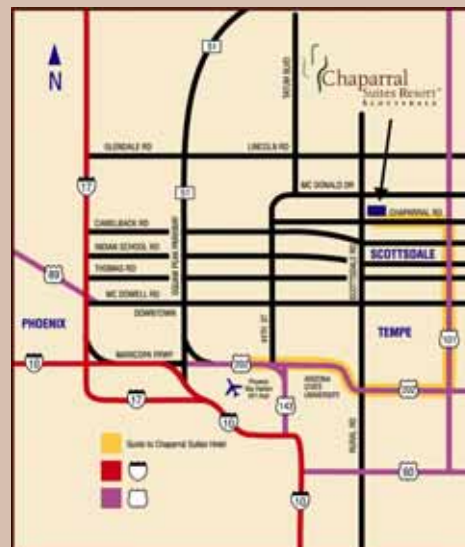 N
51
TATUM BLVD
Chaparral
Suites Resort
SCOTTSDALE
GLENDALE RD
LINCOLN RD
17
MC DONALD DR
51
CHAPARRAL RD
CAMELBACK RD
INDIAN SCHOOL RD
SCOTTSDALE
THOMAS RD
SQUAW PEAK PARKWAY
SCOTTSDALE RD
89
MC DOWELL RD
DOWNTOWN
PHOENIX
44TH ST
TEMPE
101
MARICOPA FRWY
10
202
ARIZONA
STATE
UNIVERSITY
202
Phoenix
Sky Harbor
17
143
10
RURAL RD
Guide to Chaparral Suites Hotel
60
10